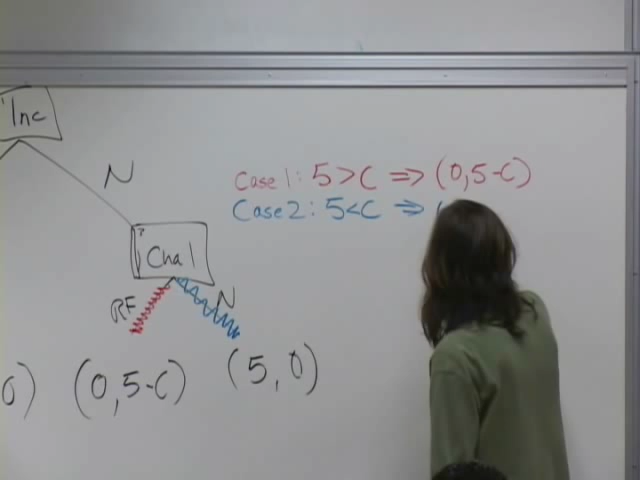 Inc
N
Case 1: 5>C => (0,5-C)
Case 2: 5<C => (
Chal
RF N
0) (0,5-C) (5,0)